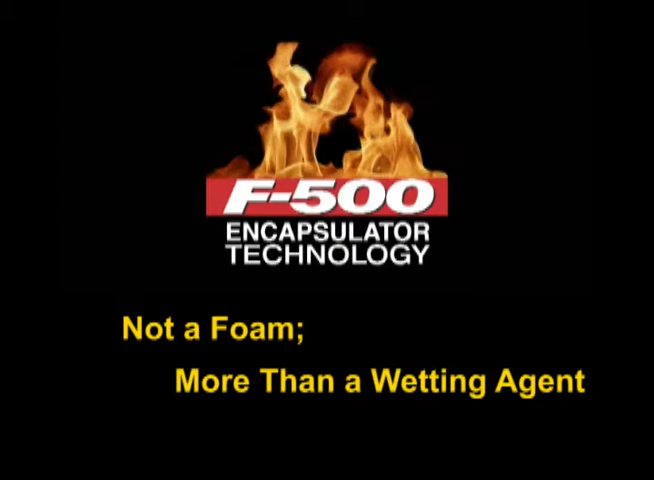 F-500
ENCAPSULATOR
TECHNOLOGY
Not a Foam;
More Than a Wetting Agent